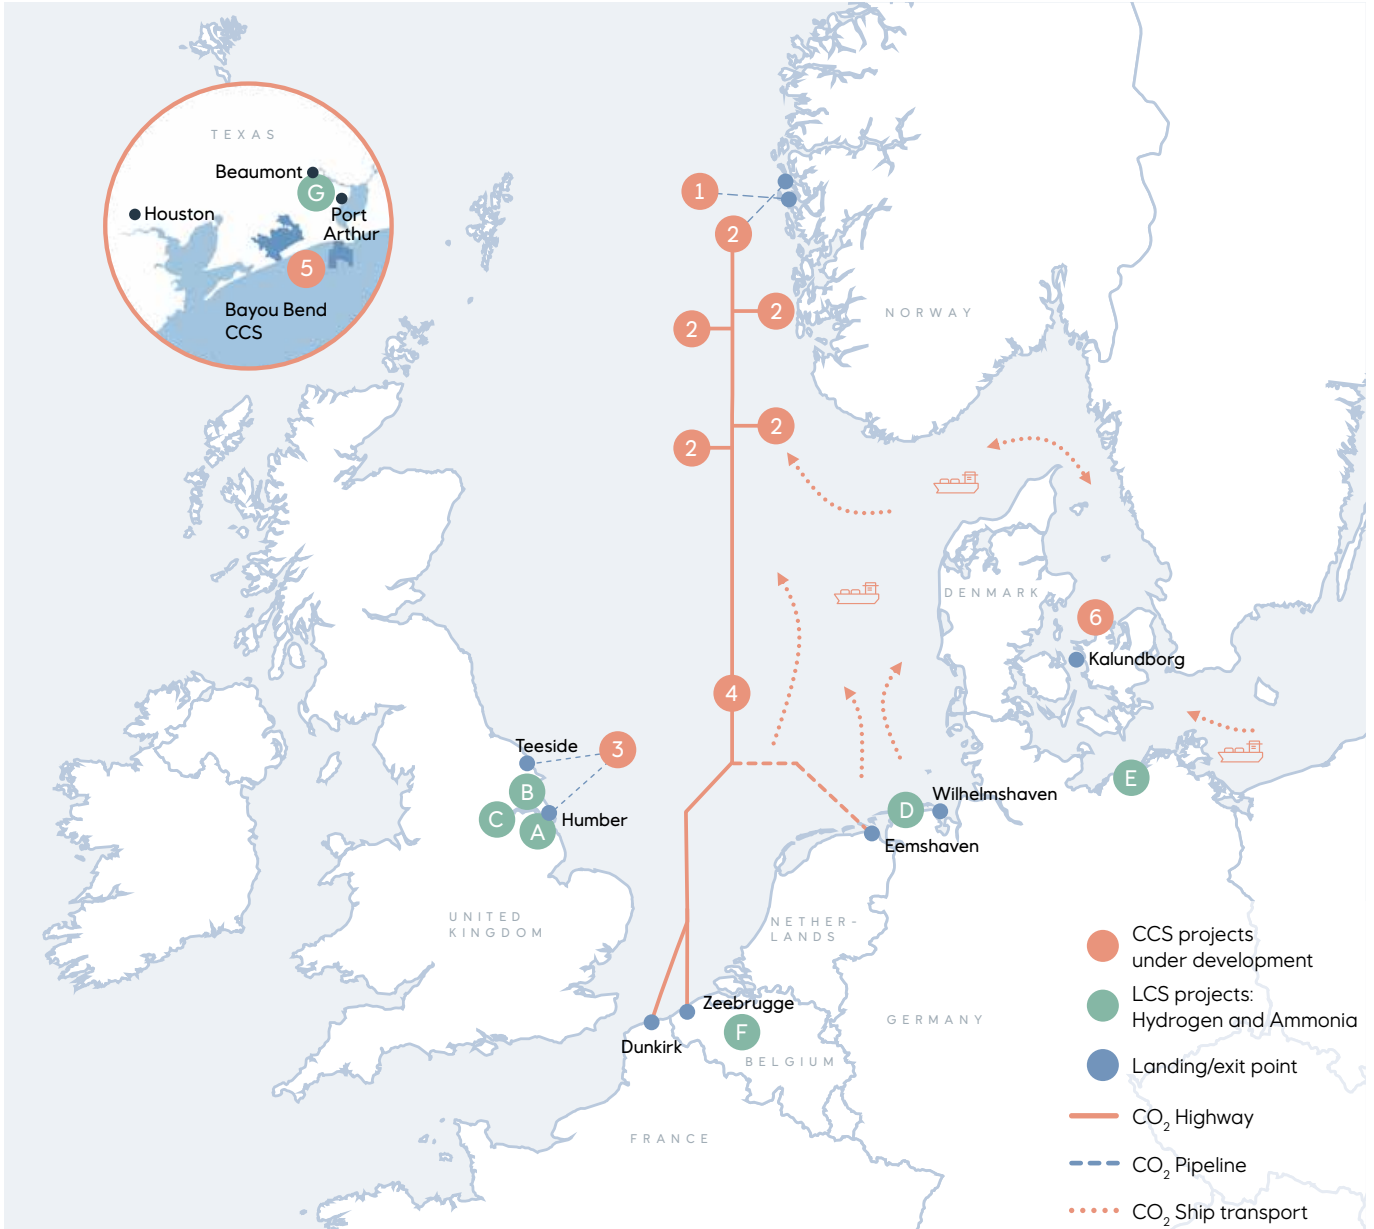 TEXAS
Beaumont
G
Houston
Port
Arthur
5
Bayou Bend
CCS
1
2
2
2
NORWAY
2
2
DENMARK
6
Kalundborg
4
Teeside
3
B
C
A
Humber
E
Wilhelmshaven
D
Eemshaven
UNITED
KINGDOM
NETHER-
LANDS
Zeebrugge
F
Dunkirk
BELGIUM
GERMANY
FRANCE
CCS projects
under development
LCS projects:
Hydrogen and Ammonia
Landing/exit point
CO₂ Highway
CO₂ Pipeline
CO₂ Ship transport